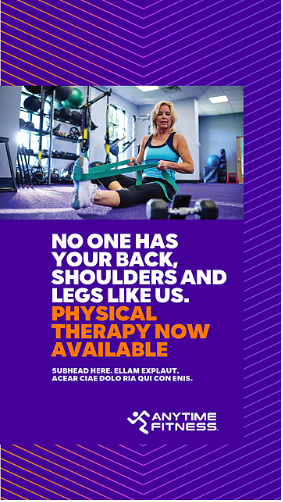 NO ONE HAS
YOUR BACK,
SHOULDERS AND
LEGS LIKE US.
PHYSICAL
THERAPY NOW
AVAILABLE
SUBHEAD HERE. ELLAM EXPLAUT.
ACEAR CIAE DOLO RIA QUI CON ENIS.
ANYTIME
FITNESS.